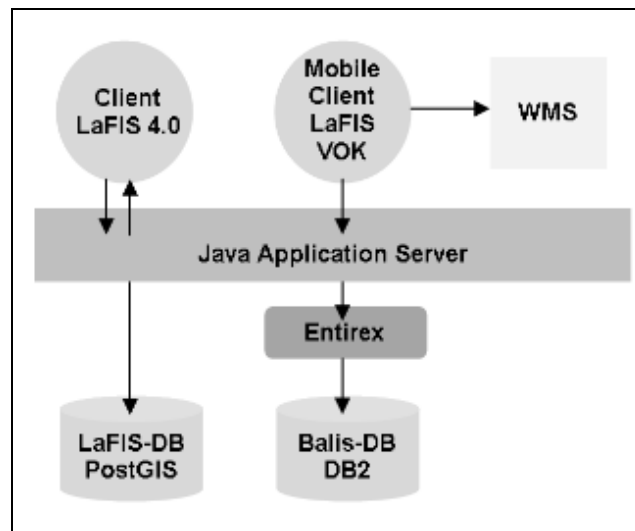 Client
LaFIS 4.0
Mobile
Client
LaFIS
VOK
WMS
Java Application Server
Entirex
LaFIS-DB
PostGIS
Balis-DB
DB2